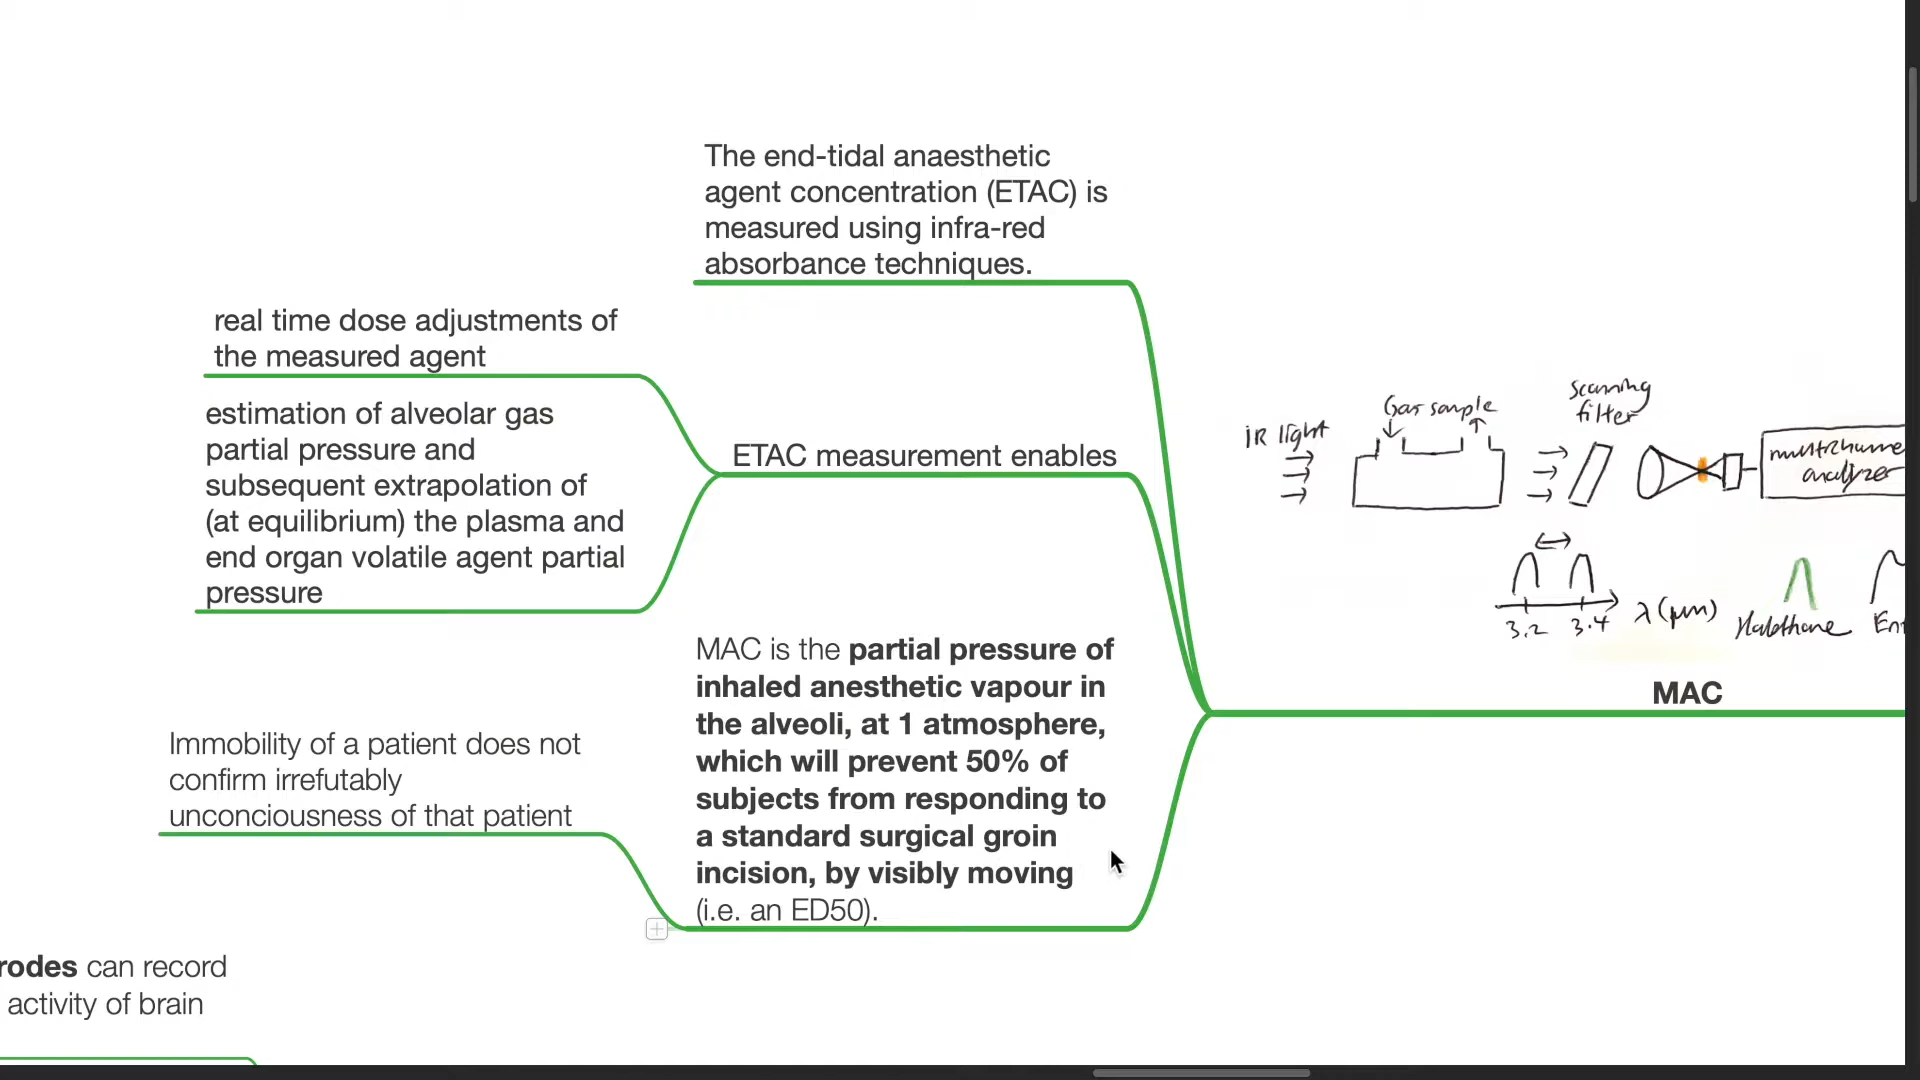 The end-tidal anaesthetic
agent concentration (ETAC) is
measured using infra-red
absorbance techniques.
real time dose adjustments of
the measured agent
estimation of alveolar gas
partial pressure and
subsequent extrapolation of
(at equilibrium) the plasma and
end organ volatile agent partial
pressure
ETAC measurement enables
MAC is the partial pressure of
inhaled anesthetic vapour in
the alveoli, at 1 atmosphere,
which will prevent 50% of
subjects from responding to
a standard surgical groin
incision, by visibly moving
(i.e. an ED50).
Immobility of a patient does not
confirm irrefutably
unconciousness of that patient
rodes can record
activity of brain
IR light
Gas sample
scanning
filter
analyzer
3.2 3.4 λ (μm)
Halothane
MAC